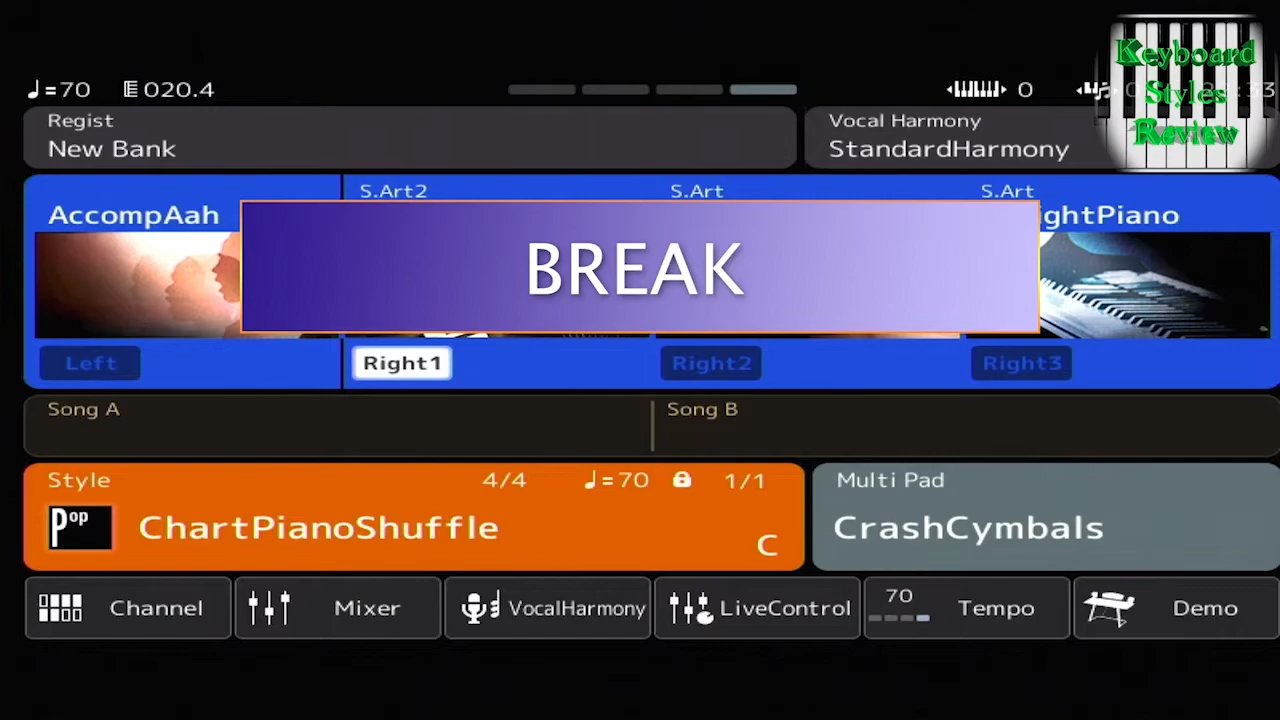 Keyboard
Styles
Review
♩=70 020.4
0
Regist
New Bank
Vocal Harmony
StandardHarmony
AccompAah
S.Art2
S.Art
S.Art
ghtPiano
BREAK
Left
Right1
Right2
Right3
Song A
Song B
Style 4/4 ♩=70 1/1
Pop
ChartPianoShuffle
C
Multi Pad
CrashCymbals
Channel
Mixer
VocalHarmony
LiveControl
70
Tempo
Demo